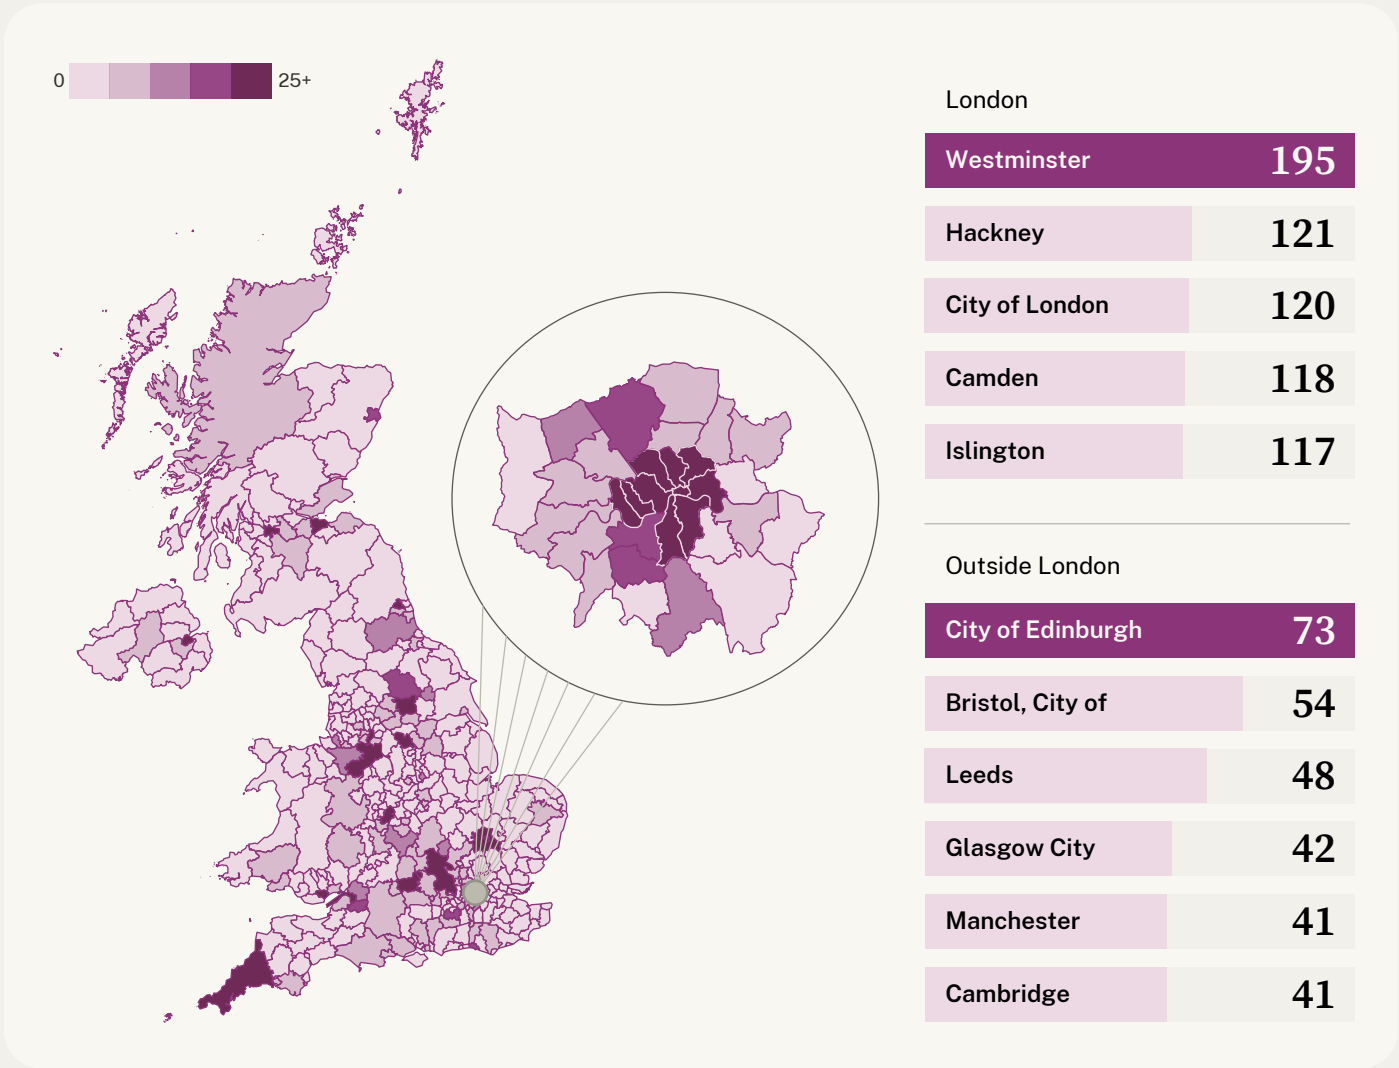 0 25+
London
Westminster 195
Hackney 121
City of London 120
Camden 118
Islington 117
Outside London
City of Edinburgh 73
Bristol, City of 54
Leeds 48
Glasgow City 42
Manchester 41
Cambridge 41